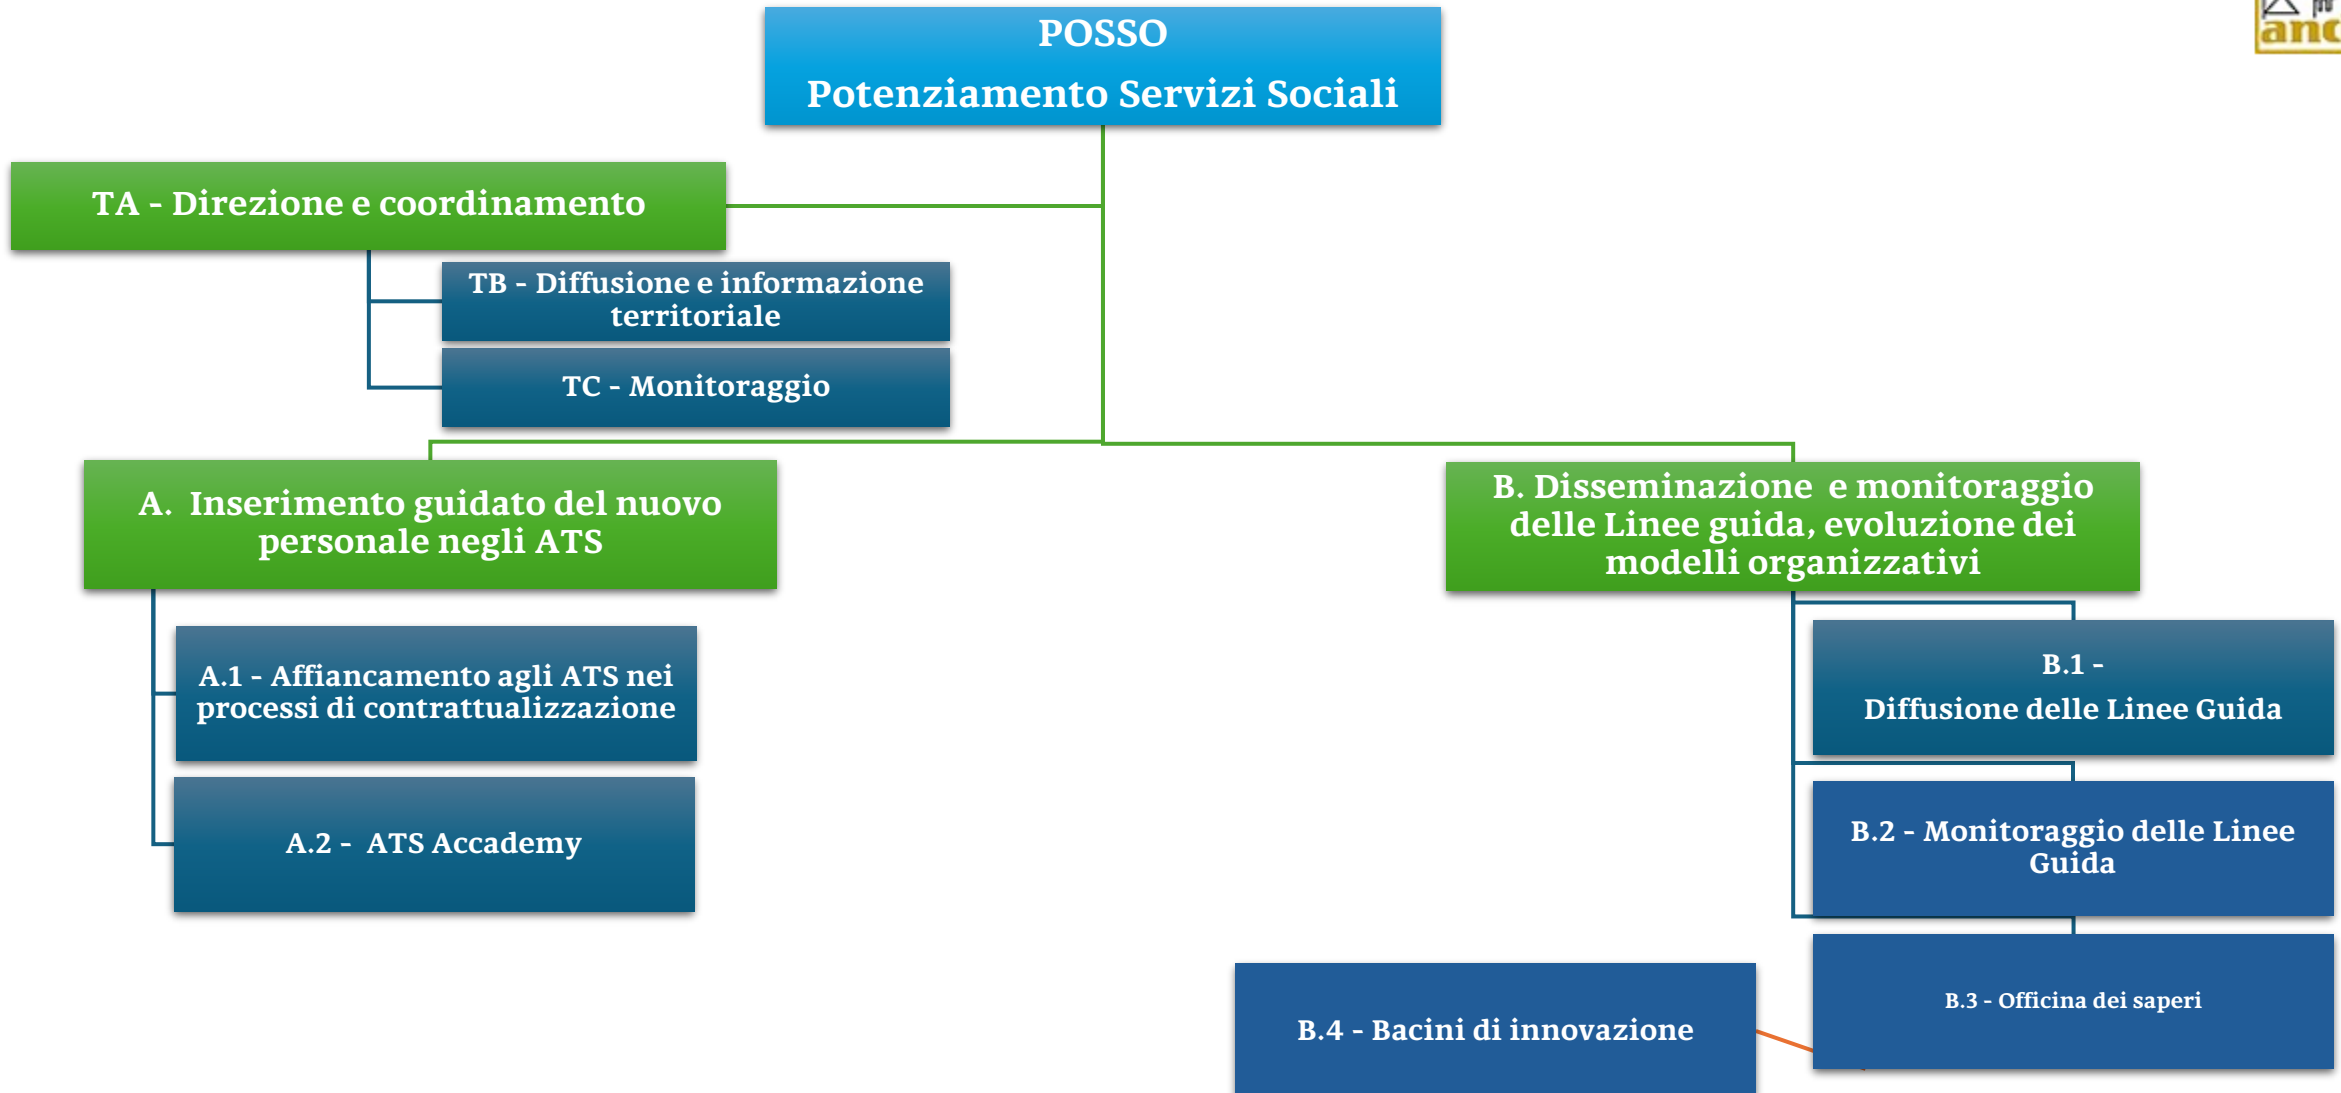 POSSO
Potenziamento Servizi Sociali
TA - Direzione e coordinamento
TB - Diffusione e informazione
territoriale
TC - Monitoraggio
A. Inserimento guidato del nuovo
personale negli ATS
A.1 - Affiancamento agli ATS nei
processi di contrattualizzazione
A.2 - ATS Accademy
B. Disseminazione e monitoraggio
delle Linee guida, evoluzione dei
modelli organizzativi
B.1 -
Diffusione delle Linee Guida
B.2 - Monitoraggio delle Linee
Guida
B.3 - Officina dei saperi
B.4 - Bacini di innovazione